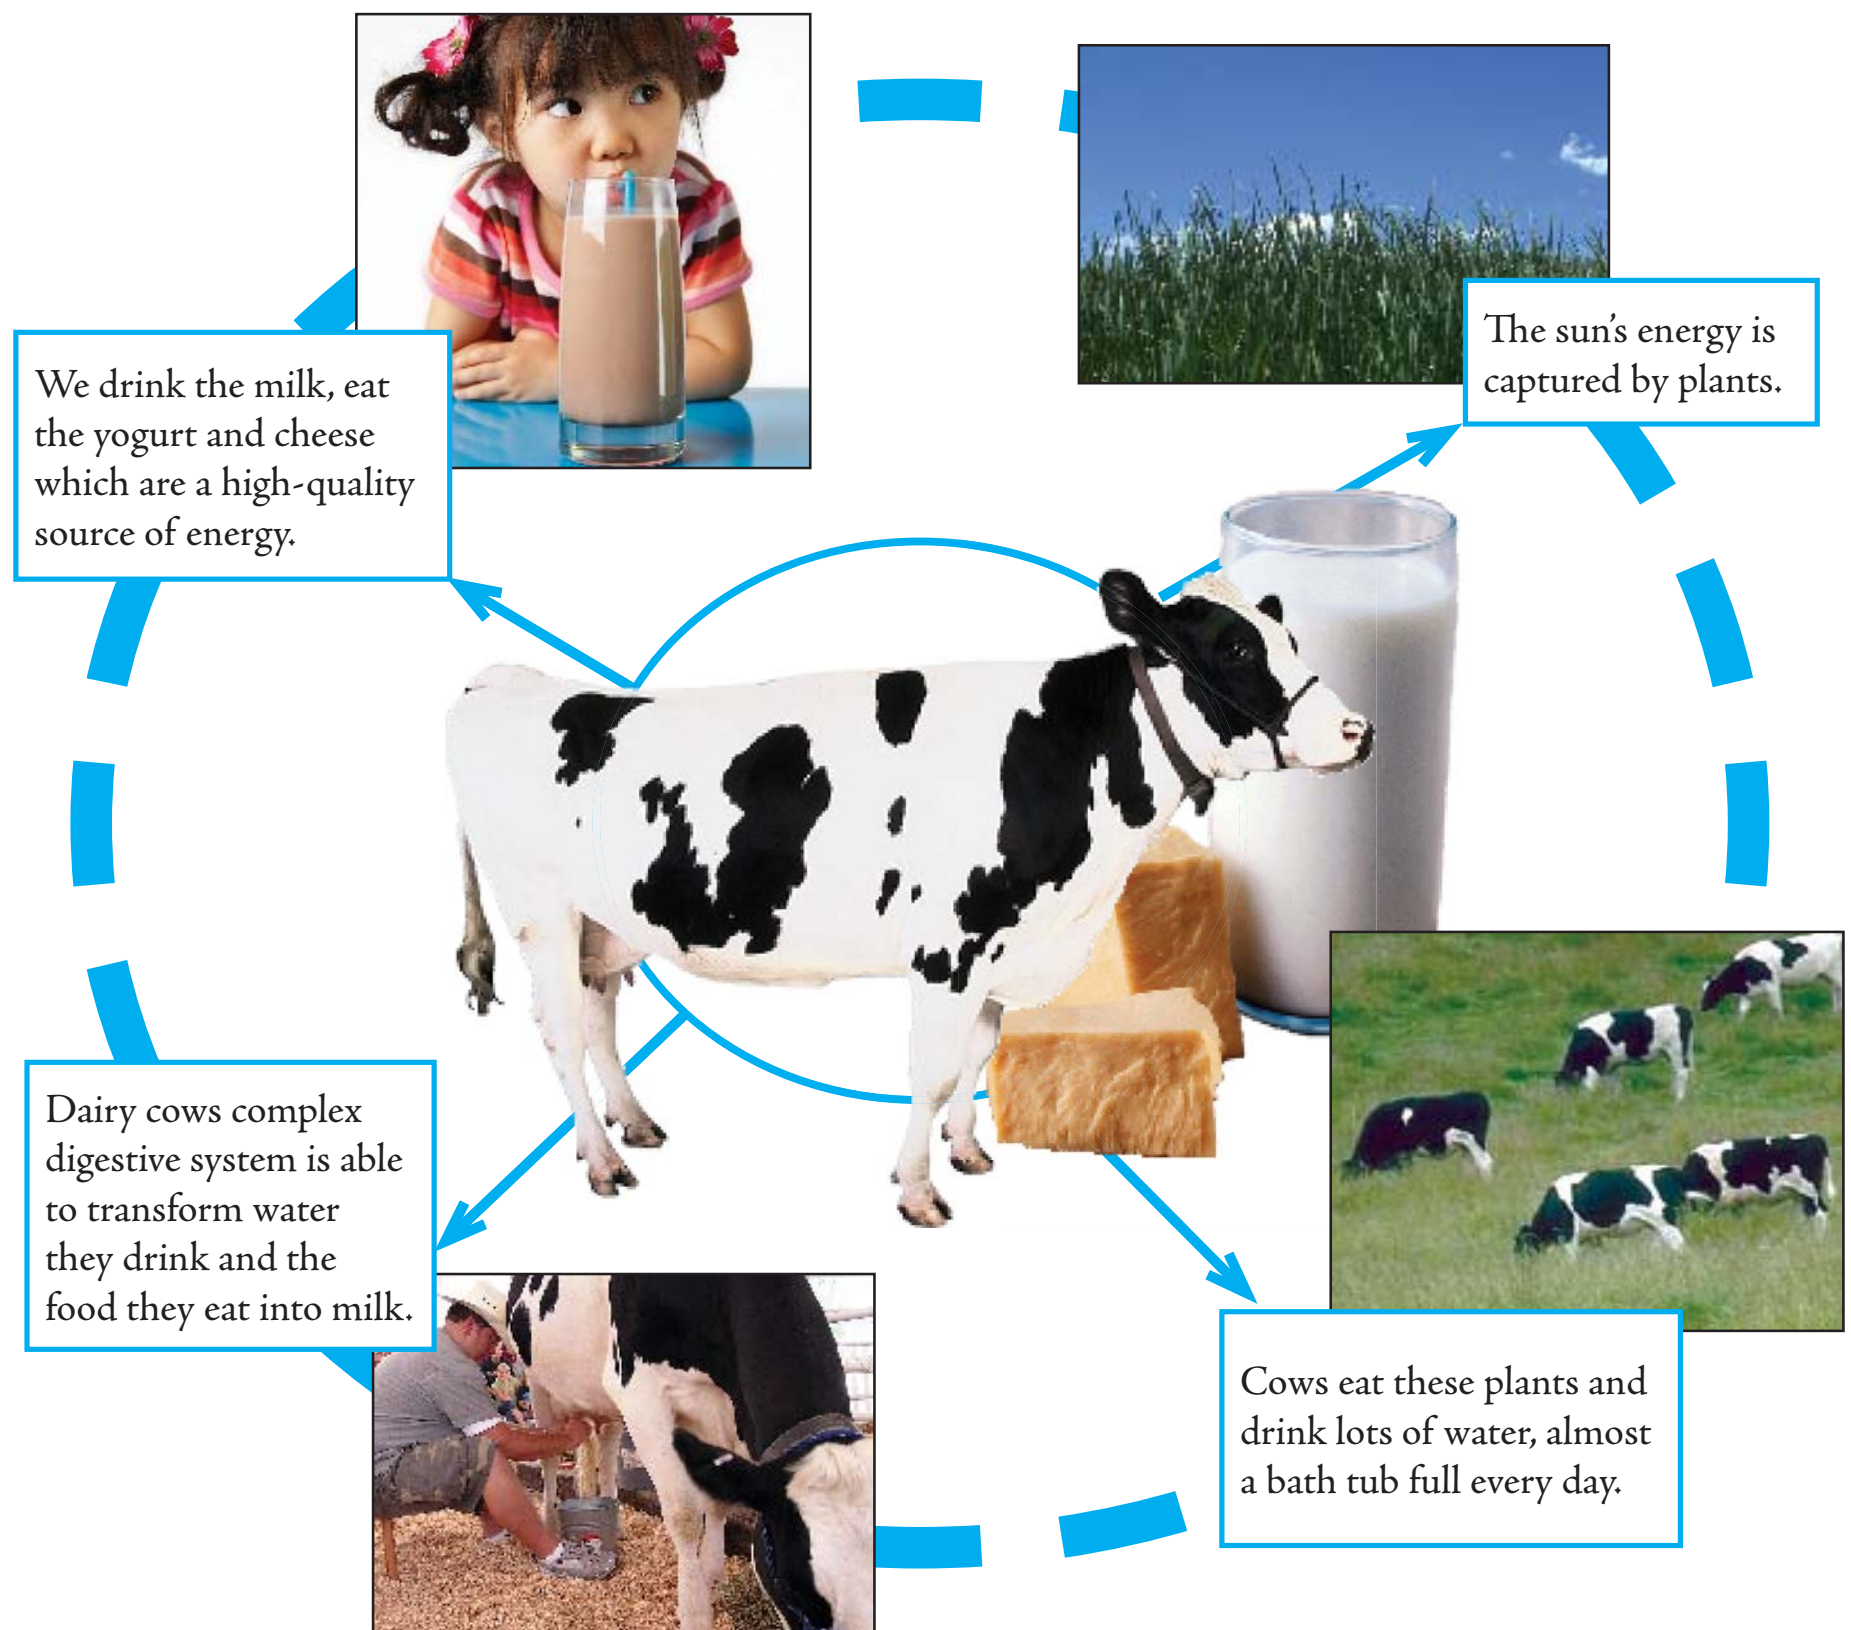 The sun's energy is
captured by plants.
Cows eat these plants and
drink lots of water, almost
a bath tub full every day.
Dairy cows complex
digestive system is able
to transform water
they drink and the
food they eat into milk.
We drink the milk, eat
the yogurt and cheese
which are a high-quality
source of energy.